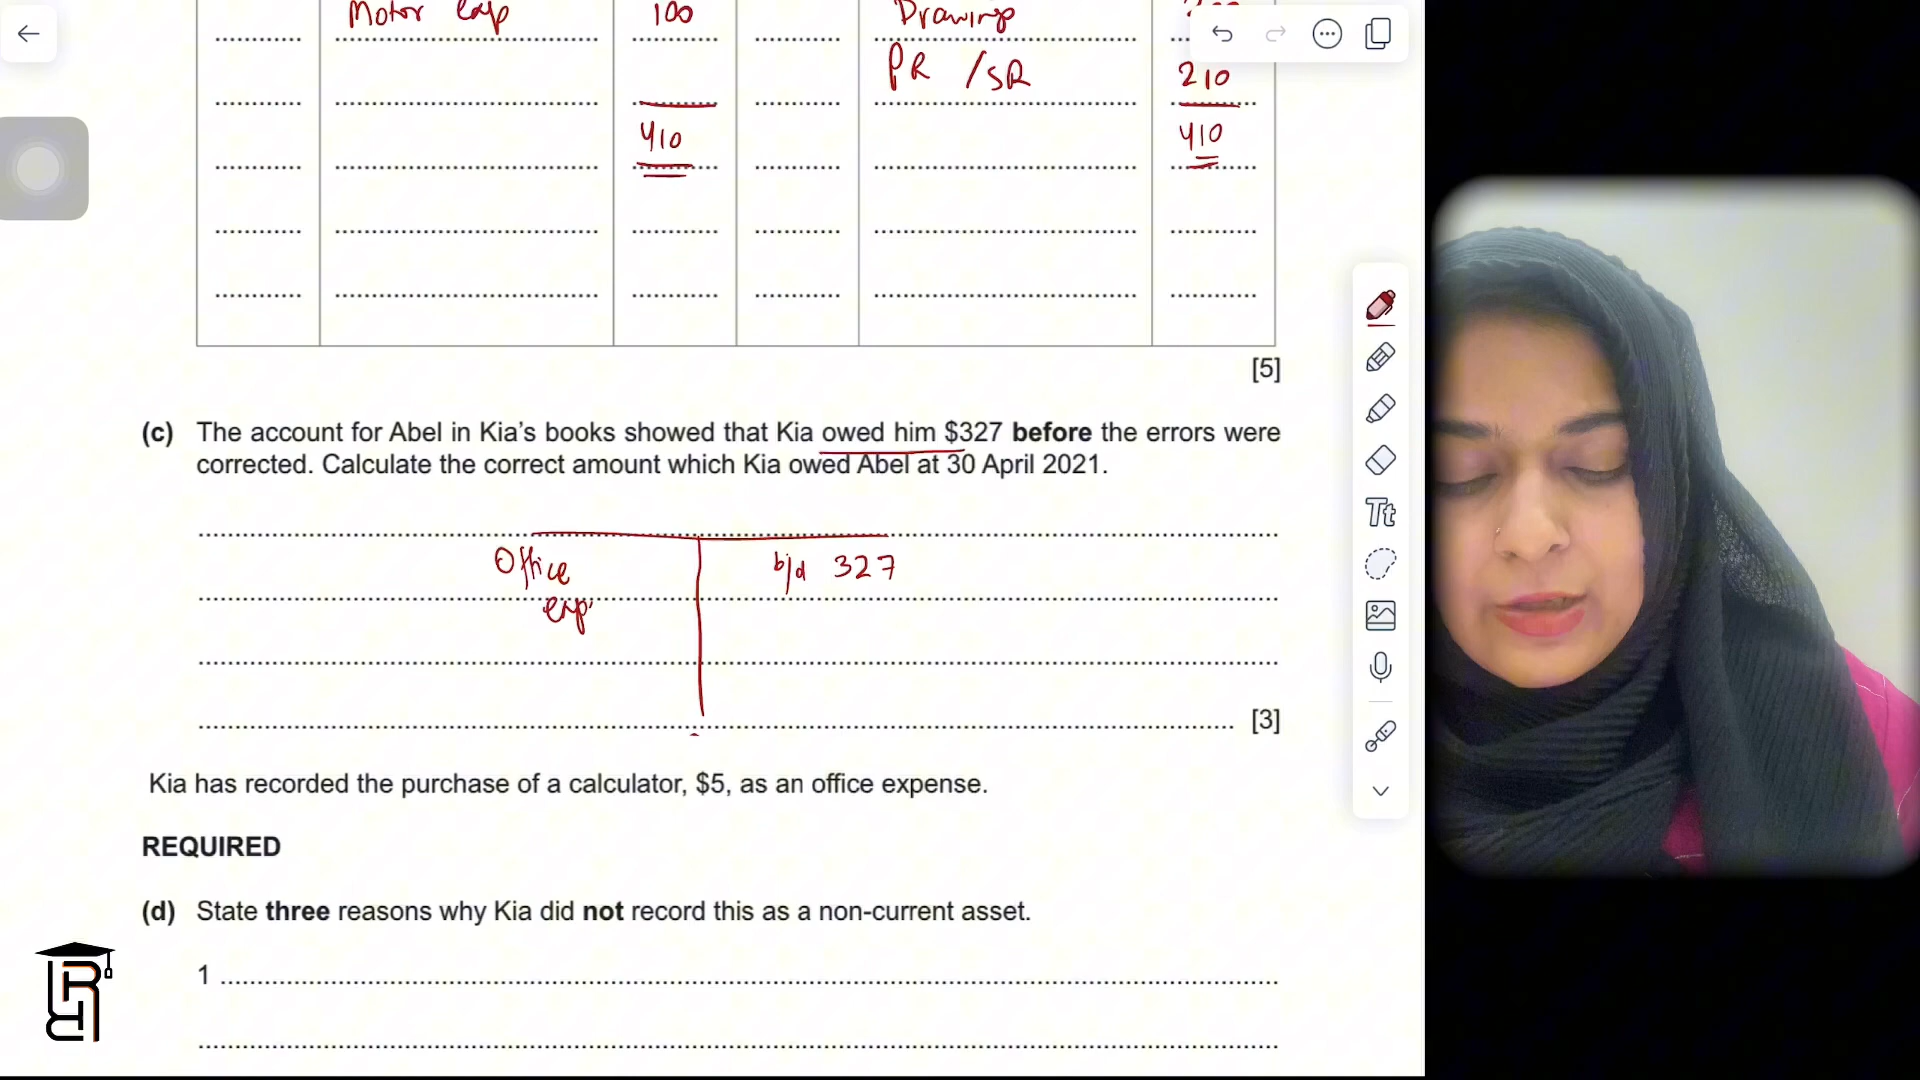 Motor exp 100 Drawings
PR / SR 210
410 410
[5]
(c) The account for Abel in Kia's books showed that Kia owed him $327 before the errors were
corrected. Calculate the correct amount which Kia owed Abel at 30 April 2021.
Office b/d 327
exp
[3]
Kia has recorded the purchase of a calculator, $5, as an office expense.
REQUIRED
(d) State three reasons why Kia did not record this as a non-current asset.
1
Tt